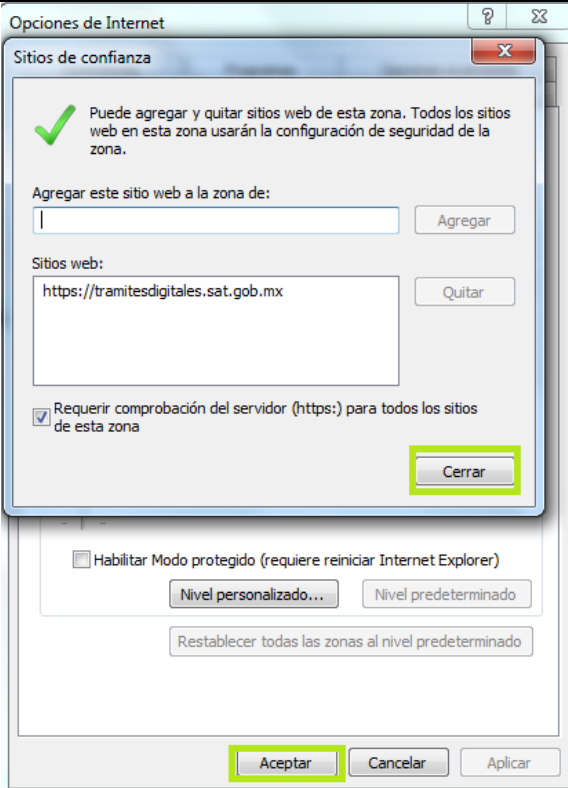 Opciones de Internet
Sitios de confianza
Puede agregar y quitar sitios web de esta zona. Todos los sitios
web en esta zona usarán la configuración de seguridad de la
zona.
Agregar este sitio web a la zona de:
Agregar
Sitios web:
https://tramitesdigitales.sat.gob.mx
Quitar
Requerir comprobación del servidor (https:) para todos los sitios
de esta zona
Cerrar
Habilitar Modo protegido (requiere reiniciar Internet Explorer)
Nivel personalizado...
Nivel predeterminado
Restablecer todas las zonas al nivel predeterminado
Aceptar
Cancelar
Aplicar